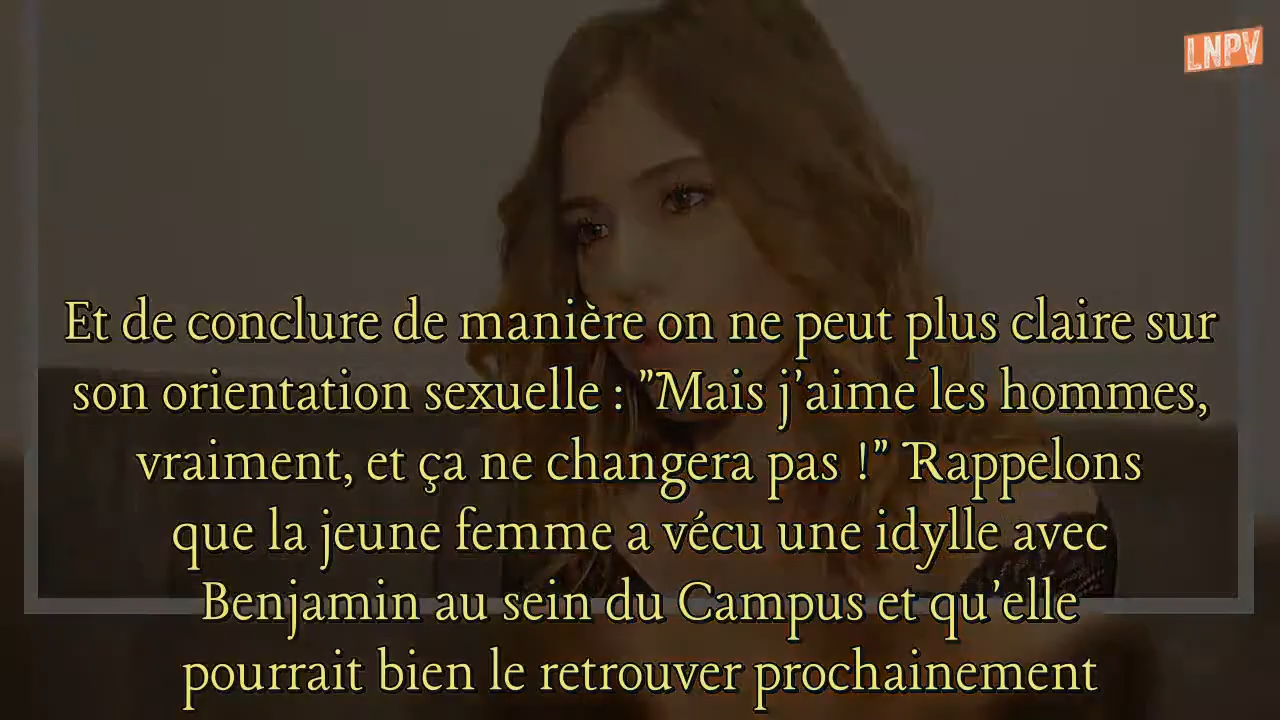 LNPV
Et de conclure de manière on ne peut plus claire sur
son orientation sexuelle : "Mais j'aime les hommes,
vraiment, et ça ne changera pas !" Rappelons
que la jeune femme a vécu une idylle avec
Benjamin au sein du Campus et qu'elle
pourrait bien le retrouver prochainement